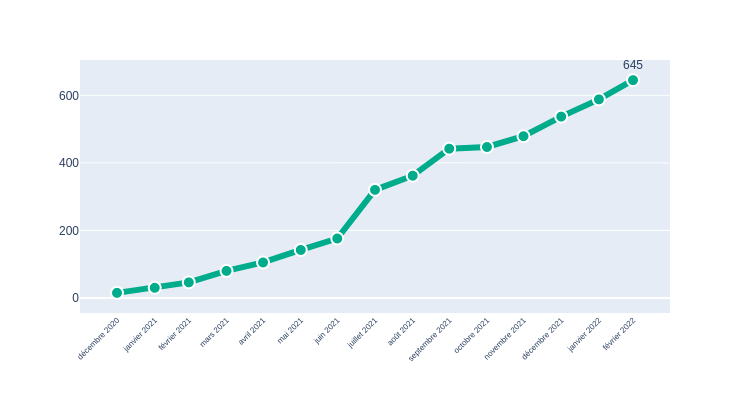 645
600
400
200
0
décembre 2020
janvier 2021
février 2021
mars 2021
avril 2021
mai 2021
juin 2021
juillet 2021
août 2021
septembre 2021
octobre 2021
novembre 2021
décembre 2021
janvier 2022
février 2022